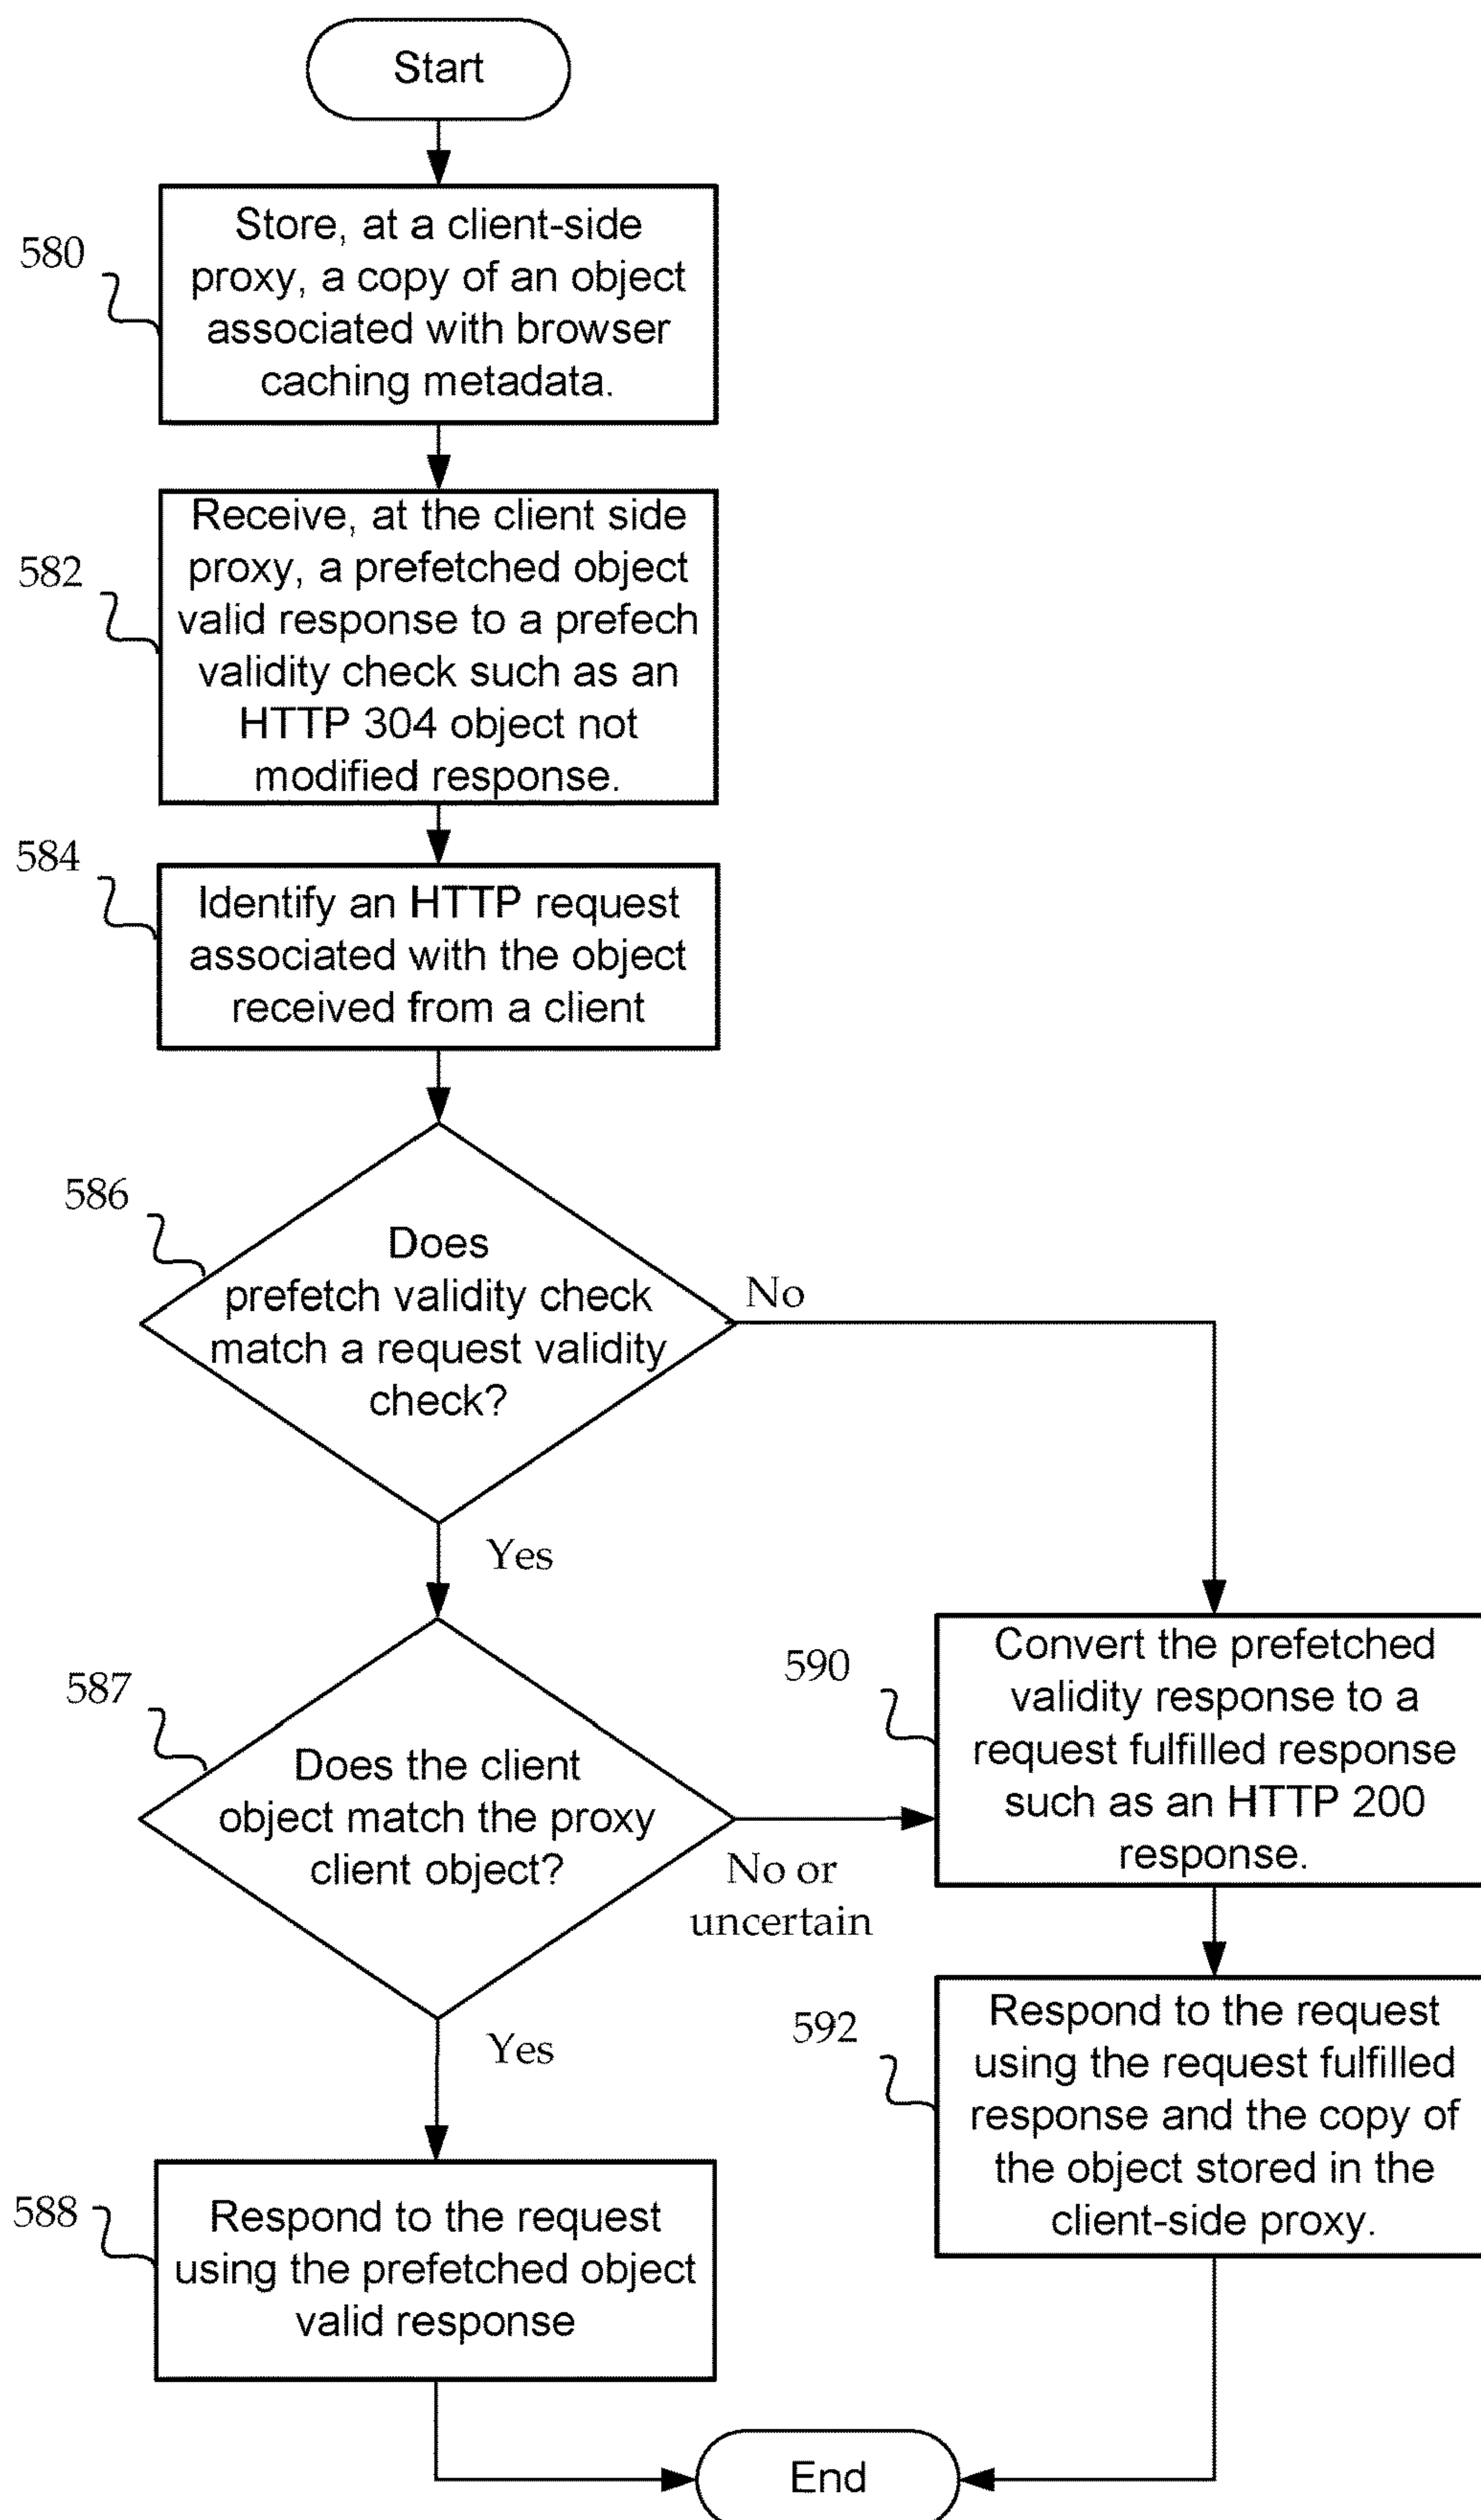 Start
580
Store, at a client-side
proxy, a copy of an object
associated with browser
caching metadata.
582
Receive, at the client side
proxy, a prefetched object
valid response to a prefech
validity check such as an
HTTP 304 object not
modified response.
584
Identify an HTTP request
associated with the object
received from a client
586
Does
prefetch validity check
match a request validity
check?
No
Yes
587
Does the client
object match the proxy
client object?
No or
uncertain
Yes
590
Convert the prefetched
validity response to a
request fulfilled response
such as an HTTP 200
response.
592
Respond to the request
using the request fulfilled
response and the copy of
the object stored in the
client-side proxy.
588
Respond to the request
using the prefetched object
valid response
End